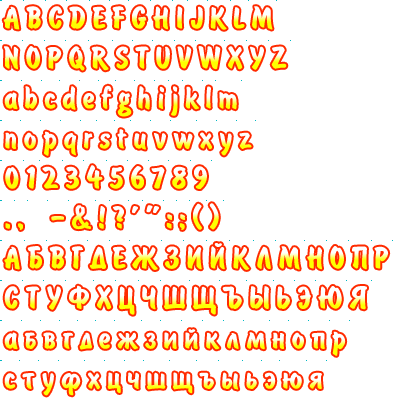 ABCDEFGHIJKLM
NOPQRSTUVWXYZ
abcdefghijklm
nopqrstuvwxyz
0123456789
., -&!?'":;()
АБВГДЕЖЗИЙКЛМНОПР
СТУФХЦЧШЩЪЫЬЭЮЯ
абвгдежзийклмнопр
стуфхцчшщъыьэюя